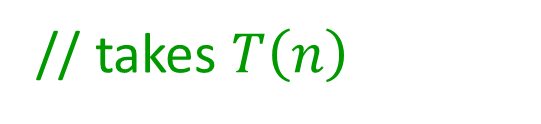 // takes 𝑇(𝑛)